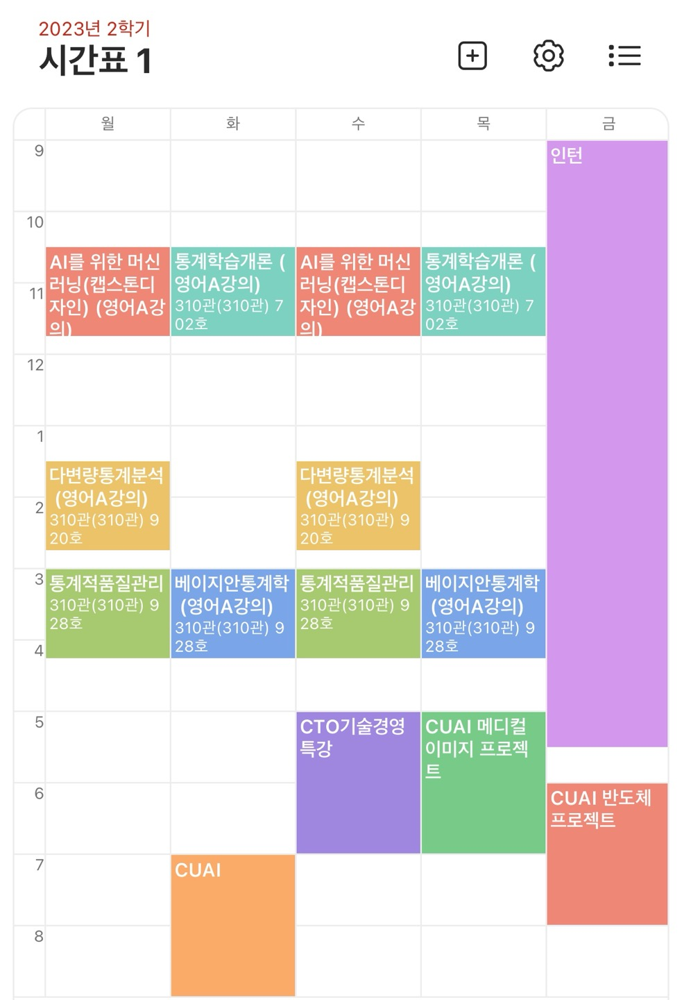 2023년 2학기
시간표 1
월 화 수 목 금
9
인턴
10
AI를 위한 머신
러닝(캡스톤디
자인) (영어A강
의)
통계학습개론 (
영어A강의)
310관(310관) 7
02호
AI를 위한 머신
러닝(캡스톤디
자인) (영어A강
의)
통계학습개론 (
영어A강의)
310관(310관) 7
02호
11
12
1
다변량통계분석
(영어A강의)
310관(310관) 9
20호
다변량통계분석
(영어A강의)
310관(310관) 9
20호
2
3
통계적품질관리
310관(310관) 9
28호
베이지안통계학
(영어A강의)
310관(310관) 9
28호
통계적품질관리
310관(310관) 9
28호
베이지안통계학
(영어A강의)
310관(310관) 9
28호
4
5
CTO기술경영
특강
CUAI 메디컬
이미지 프로젝
트
6
CUAI 반도체
프로젝트
7
CUAI
8